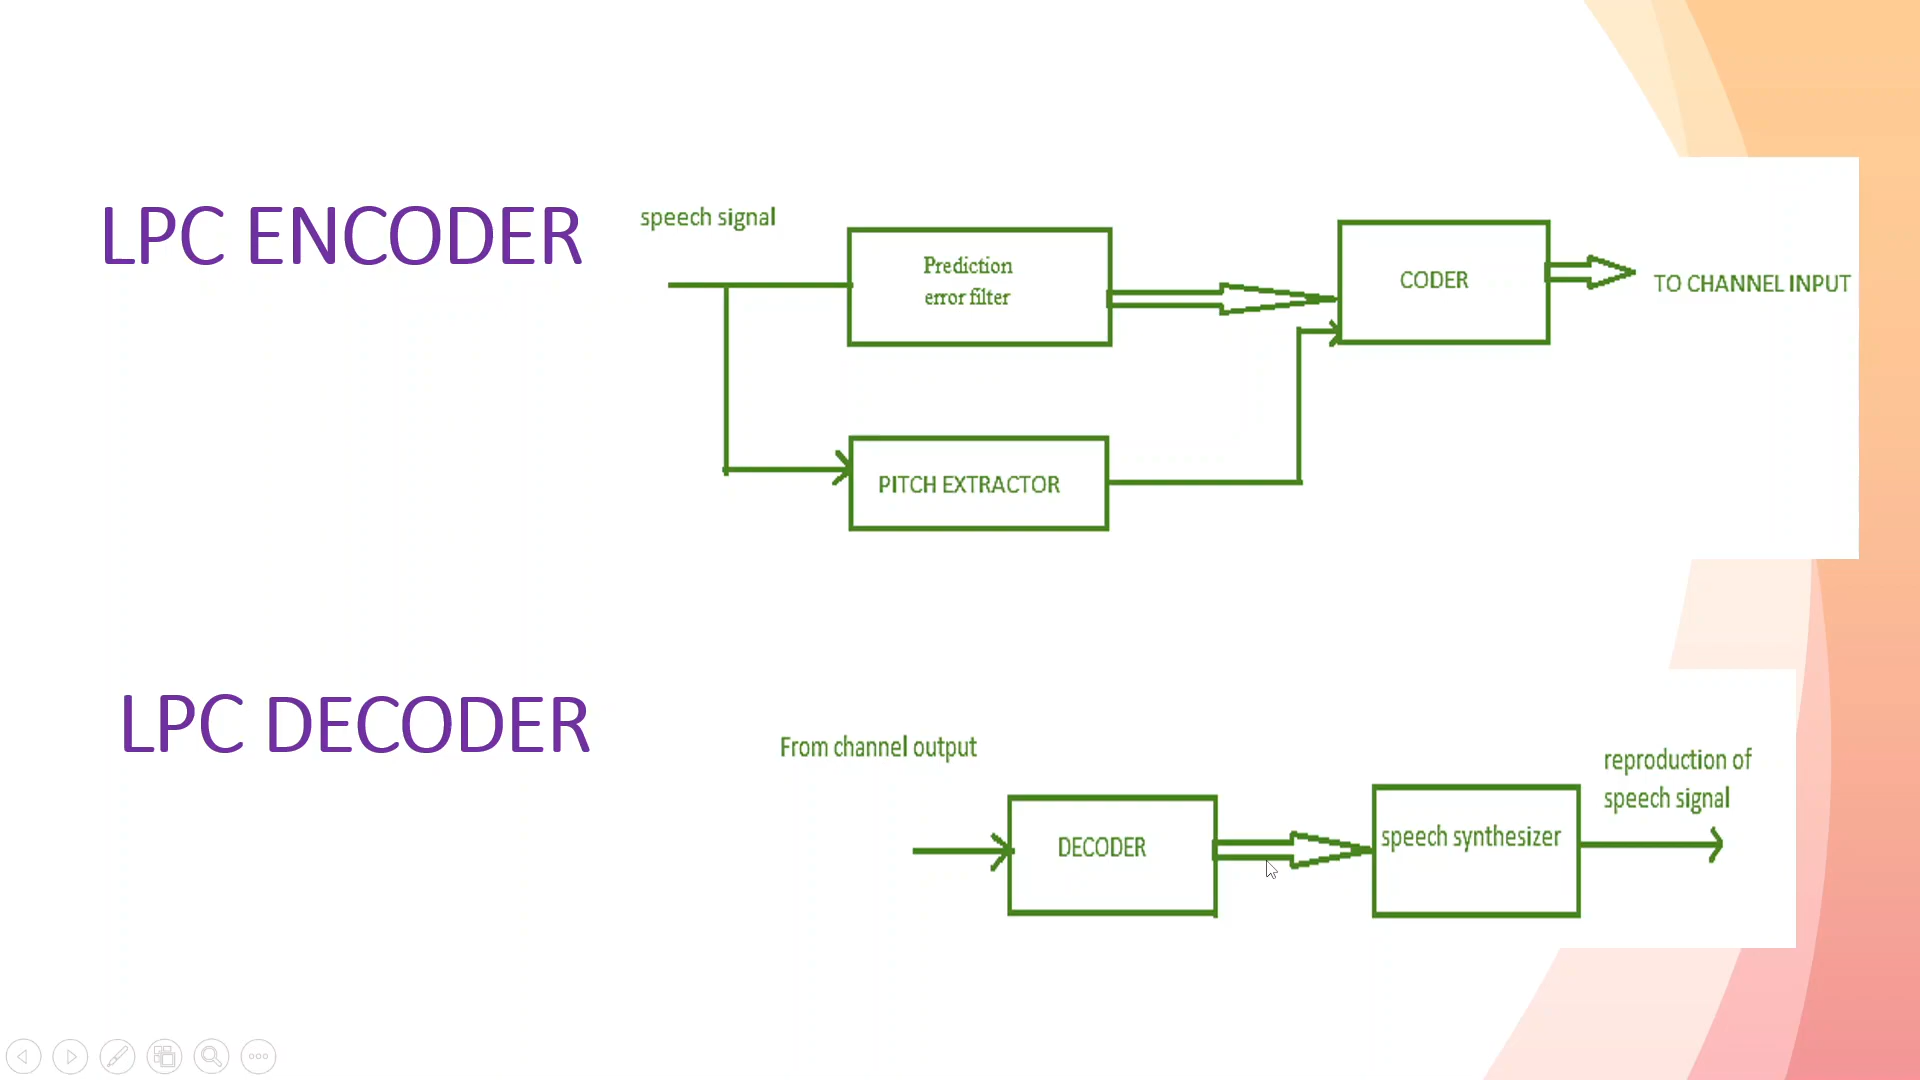 LPC ENCODER
speech signal
Prediction
error filter
CODER
TO CHANNEL INPUT
PITCH EXTRACTOR
LPC DECODER
From channel output
DECODER
speech synthesizer
reproduction of
speech signal